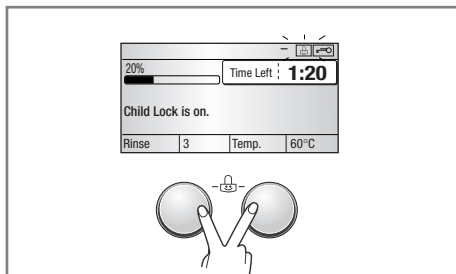 20%
Time Left 1:20
Child Lock is on.
Rinse 3 Temp. 60°C